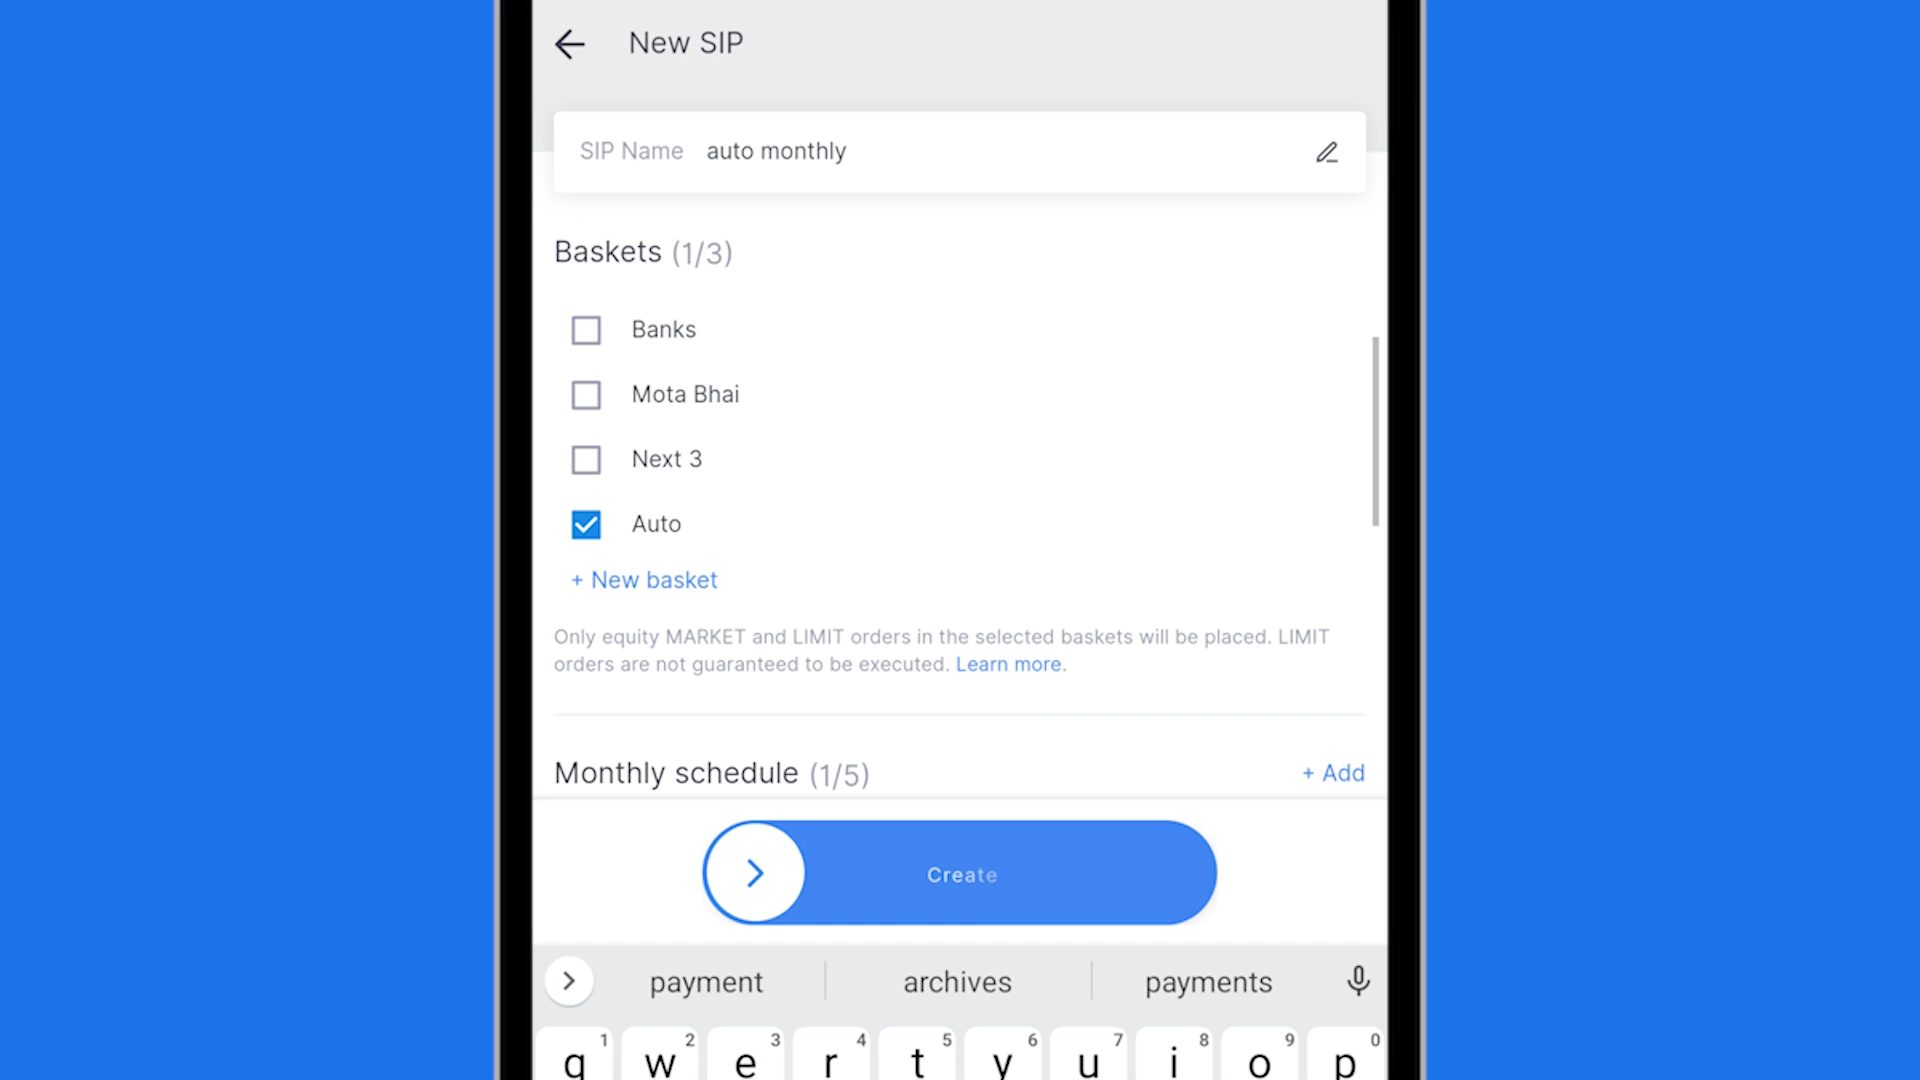 New SIP
SIP Name auto monthly
Baskets (1/3)
Banks
Mota Bhai
Next 3
Auto
+ New basket
Only equity MARKET and LIMIT orders in the selected baskets will be placed. LIMIT
orders are not guaranteed to be executed. Learn more.
Monthly schedule (1/5) + Add
Create
payment archives payments
1 2 3 4 5 6 7 8 9 0
q w e r t y u i o p